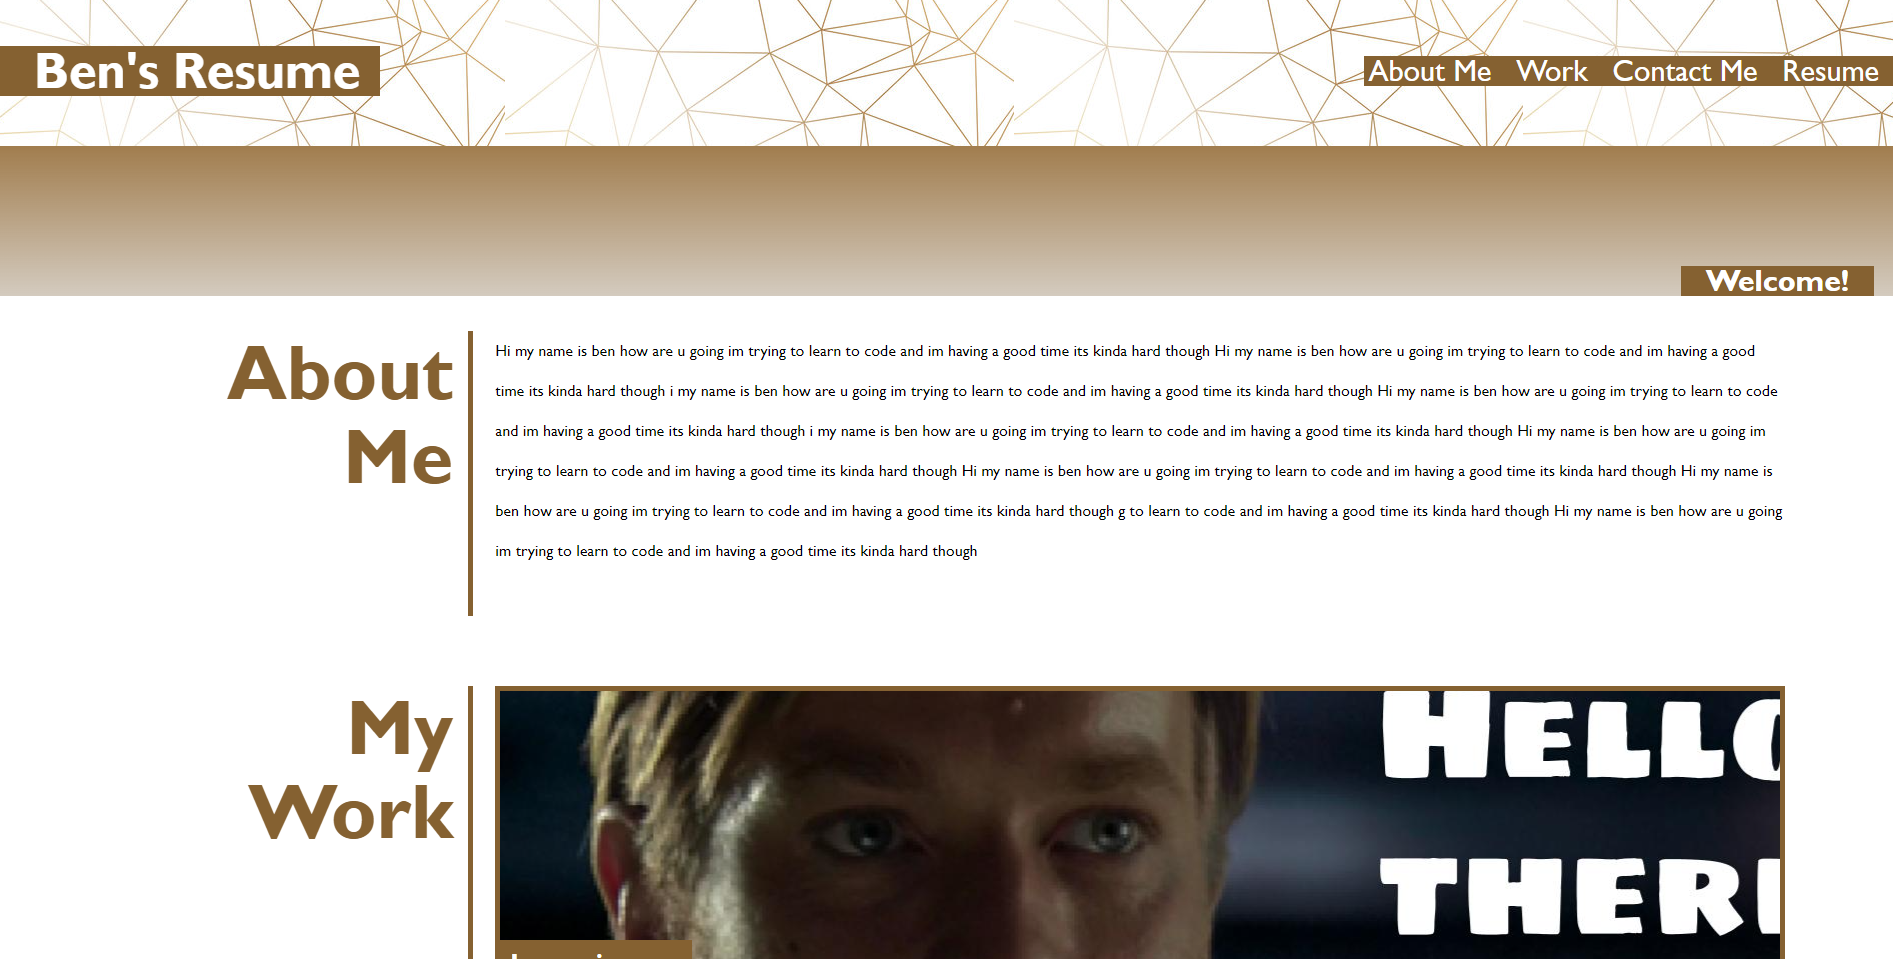 Ben's Resume
About Me Work Contact Me Resume
Welcome!
About
Me
Hi my name is ben how are u going im trying to learn to code and im having a good time its kinda hard though Hi my name is ben how are u going im trying to learn to code and im having a good
time its kinda hard though i my name is ben how are u going im trying to learn to code and im having a good time its kinda hard though Hi my name is ben how are u going im trying to learn to code
and im having a good time its kinda hard though i my name is ben how are u going im trying to learn to code and im having a good time its kinda hard though Hi my name is ben how are u going im
trying to learn to code and im having a good time its kinda hard though Hi my name is ben how are u going im trying to learn to code and im having a good time its kinda hard though Hi my name is
ben how are u going im trying to learn to code and im having a good time its kinda hard though g to learn to code and im having a good time its kinda hard though Hi my name is ben how are u going
im trying to learn to code and im having a good time its kinda hard though
My
Work
HELLO
THER